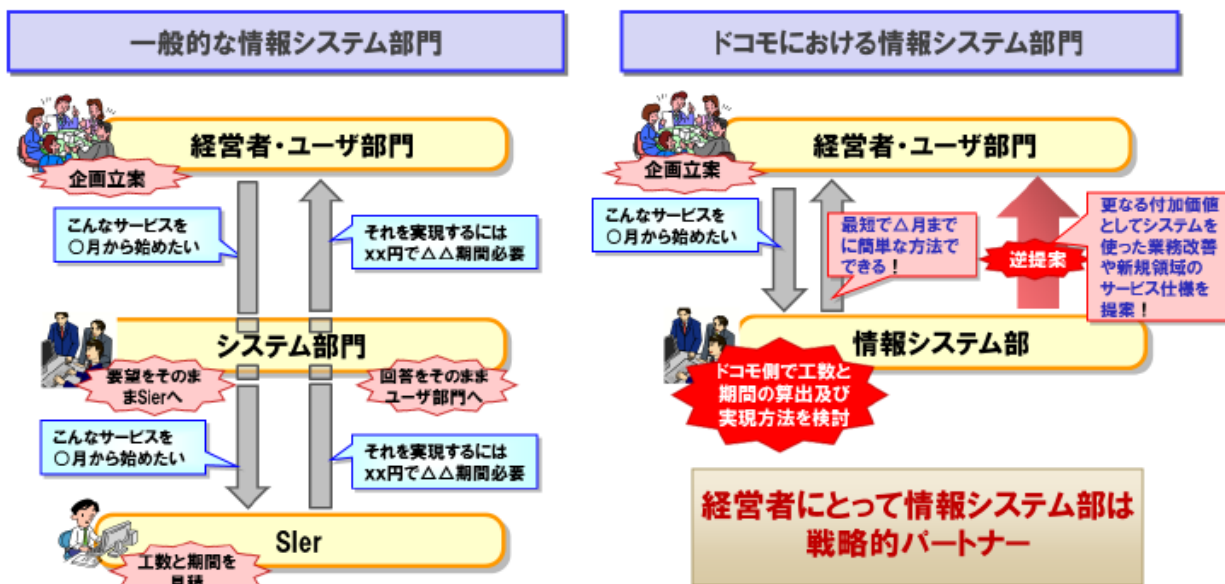 一般的な情報システム部門
経営者・ユーザ部門
企画立案
こんなサービスを
〇月から始めたい
それを実現するには
xx円で△△期間必要
システム部門
要望をそのま
まSierへ
回答をそのまま
ユーザ部門へ
こんなサービスを
〇月から始めたい
それを実現するには
xx円で△△期間必要
SIer
工数と期間を
見積
ドコモにおける情報システム部門
経営者・ユーザ部門
企画立案
こんなサービスを
〇月から始めたい
最短で△月まで
に簡単な方法で
できる！
逆提案
更なる付加価値
としてシステムを
使った業務改善
や新規領域の
サービス仕様を
提案！
情報システム部
ドコモ側で工数と
期間の算出及び
実現方法を検討
経営者にとって情報システム部は
戦略的パートナー